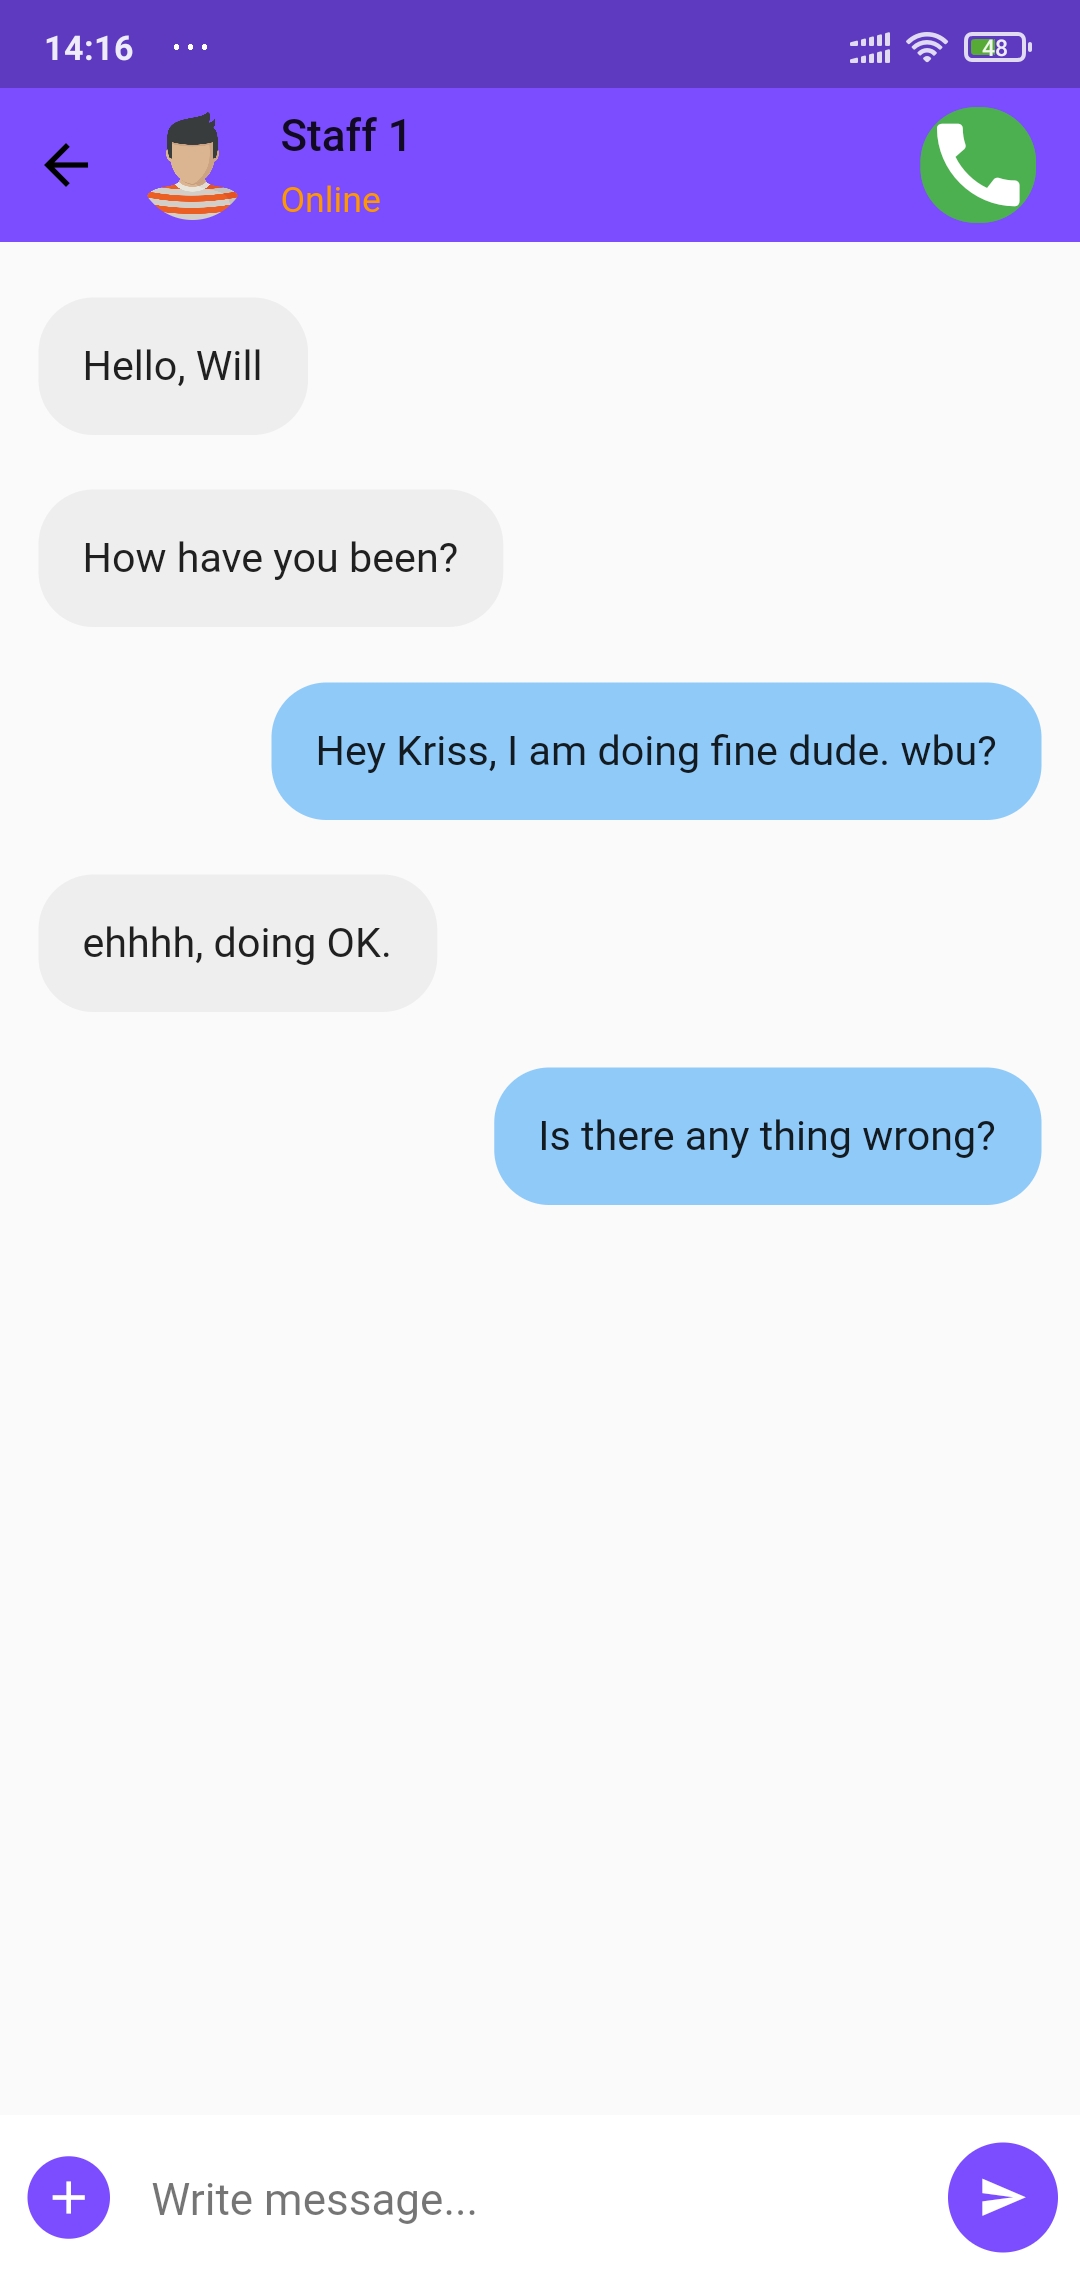 14:16 ...
48
Staff 1
Online
Hello, Will
How have you been?
Hey Kriss, I am doing fine dude. wbu?
ehhhh, doing OK.
Is there any thing wrong?
Write message...